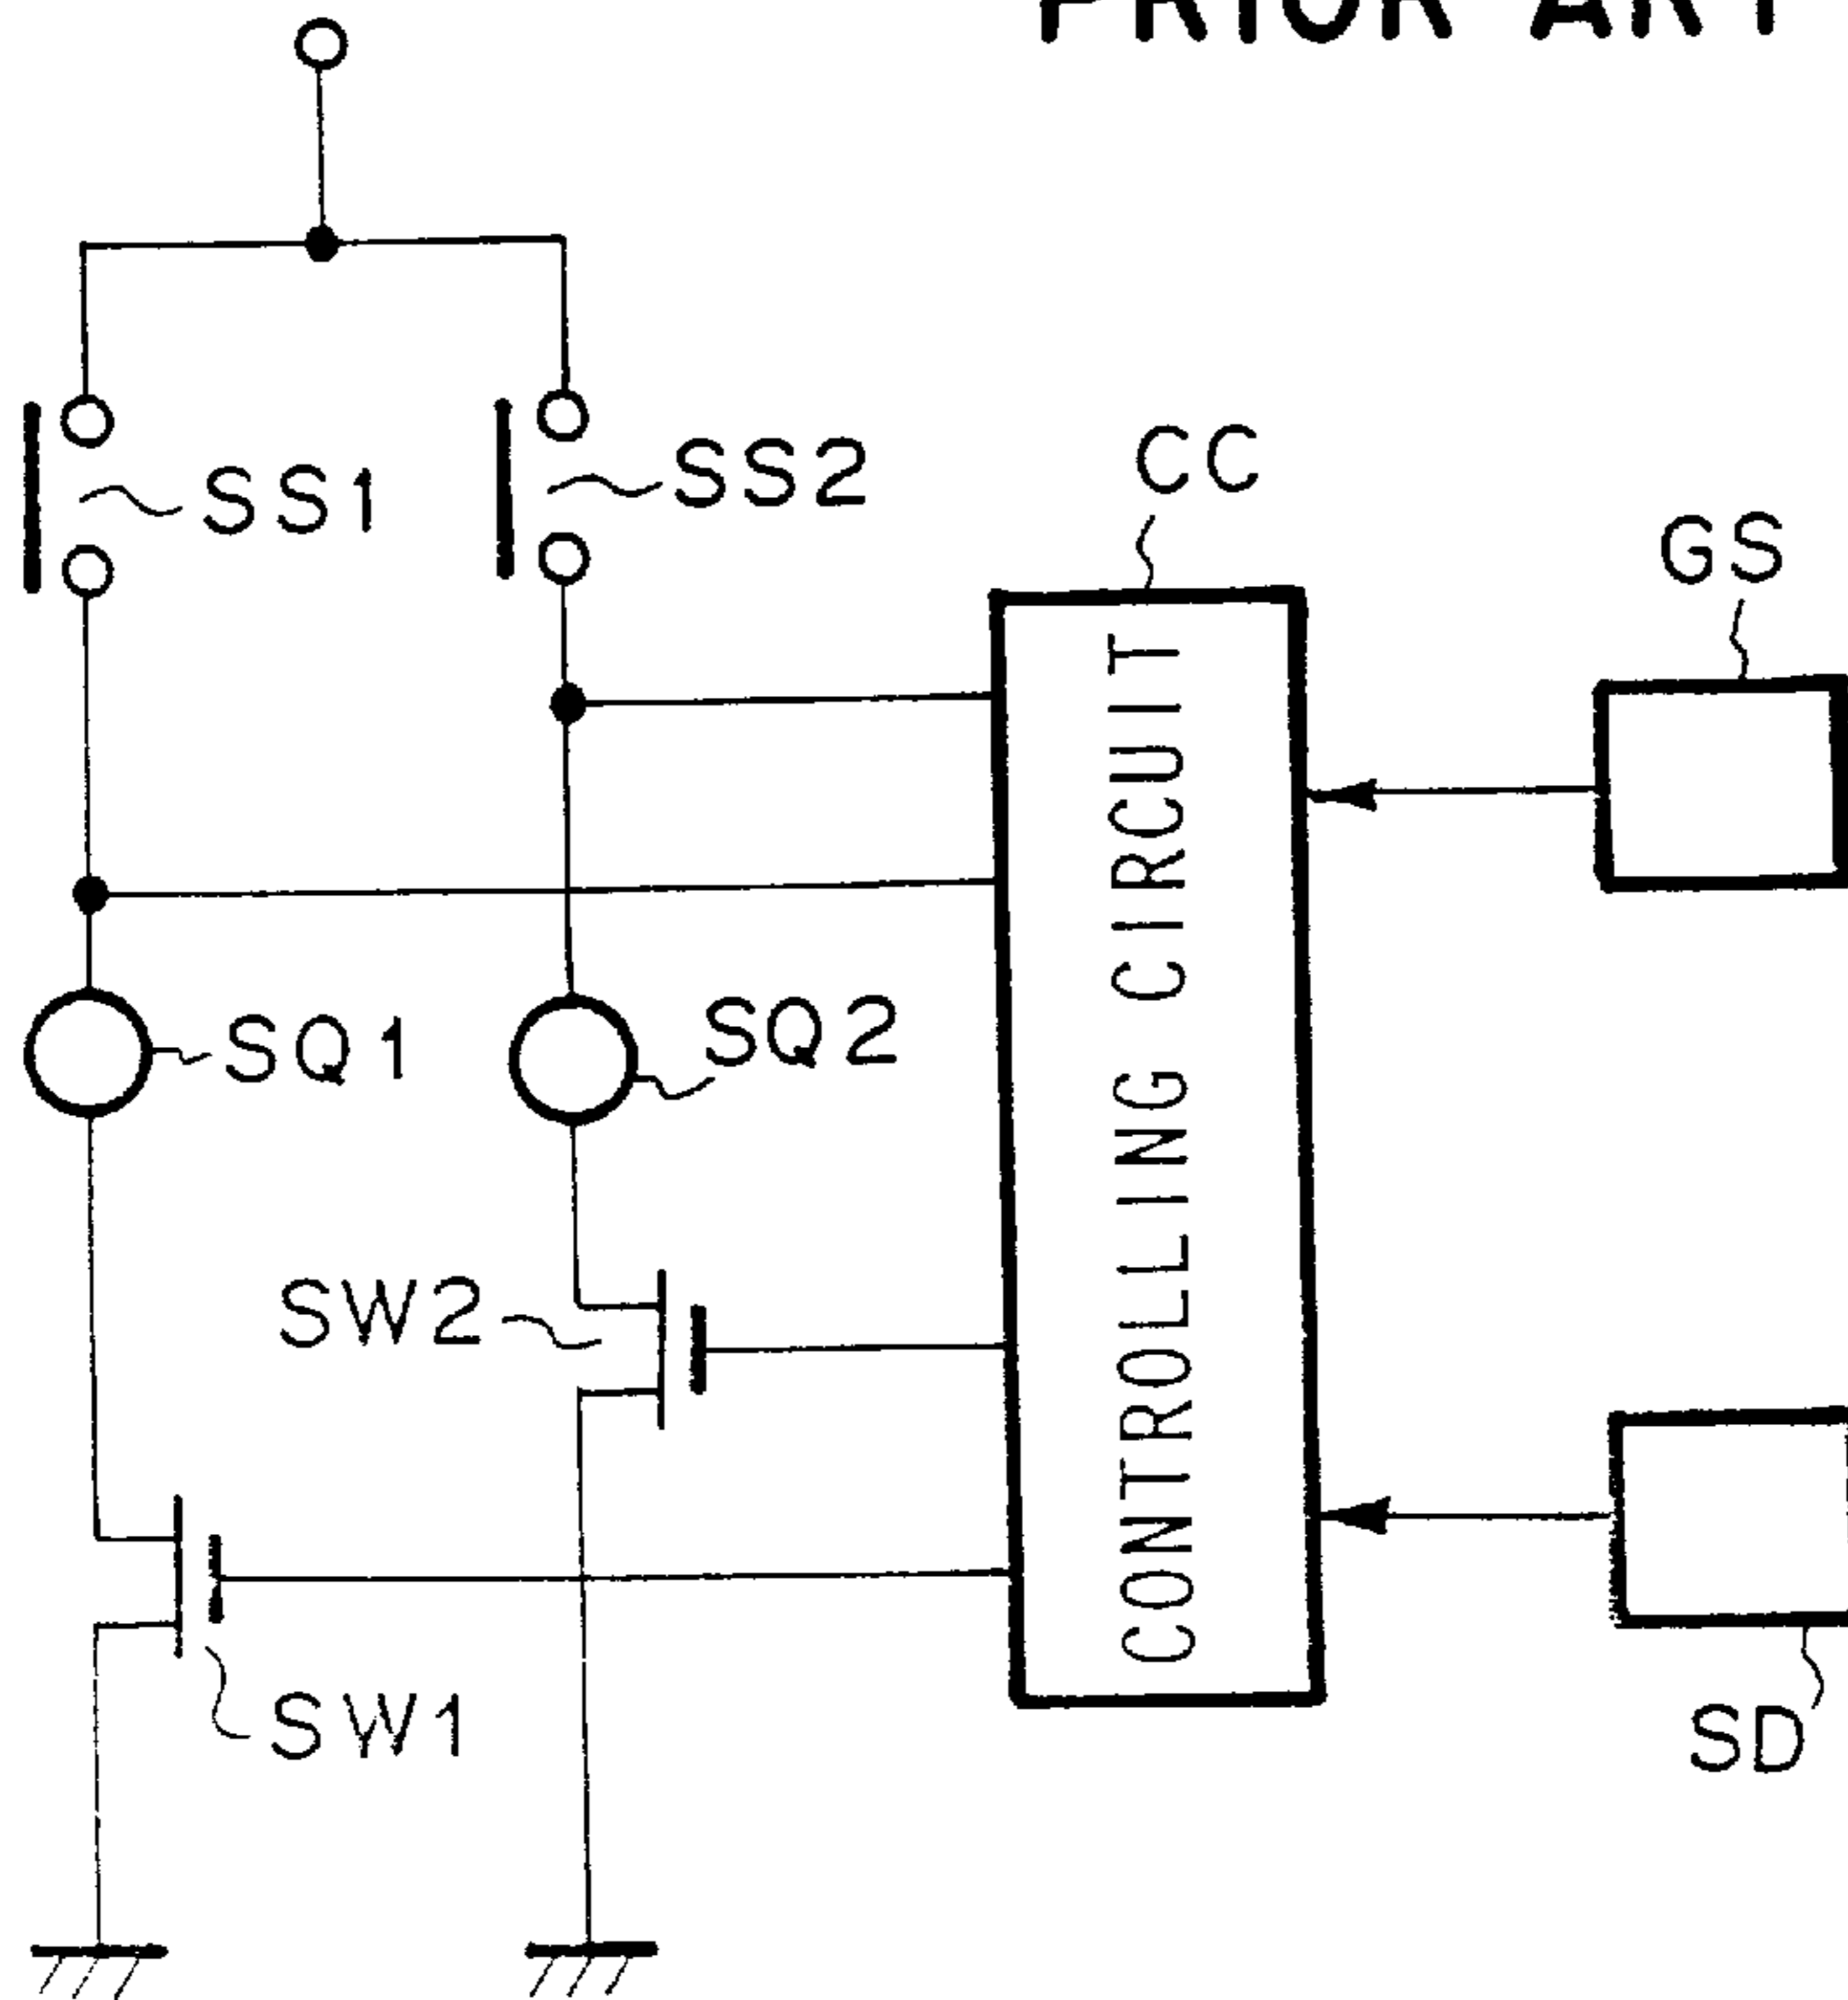 PRIOR ART
SS1
SS2
CC
GS
CONTROLLING CIRCUIT
SQ1
SQ2
SW2
SW1
SD